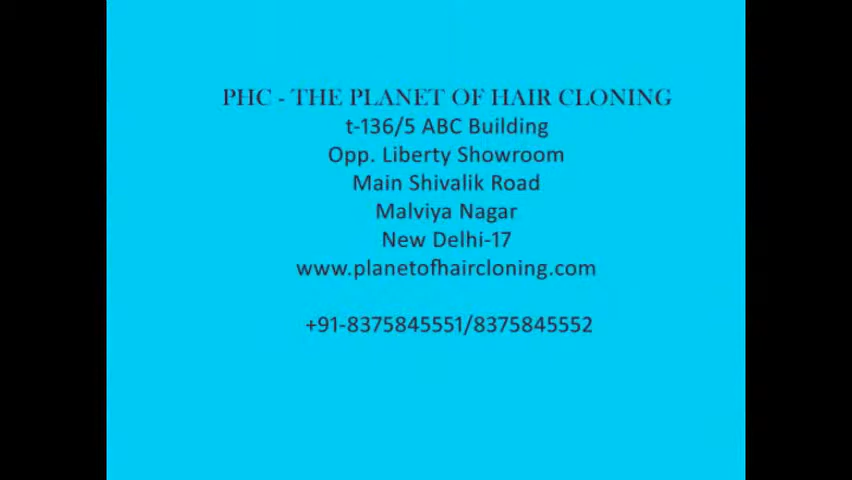 PHC - THE PLANET OF HAIR CLONING
t-136/5 ABC Building
Opp. Liberty Showroom
Main Shivalik Road
Malviya Nagar
New Delhi-17
www.planetofhaircloning.com
+91-8375845551/8375845552